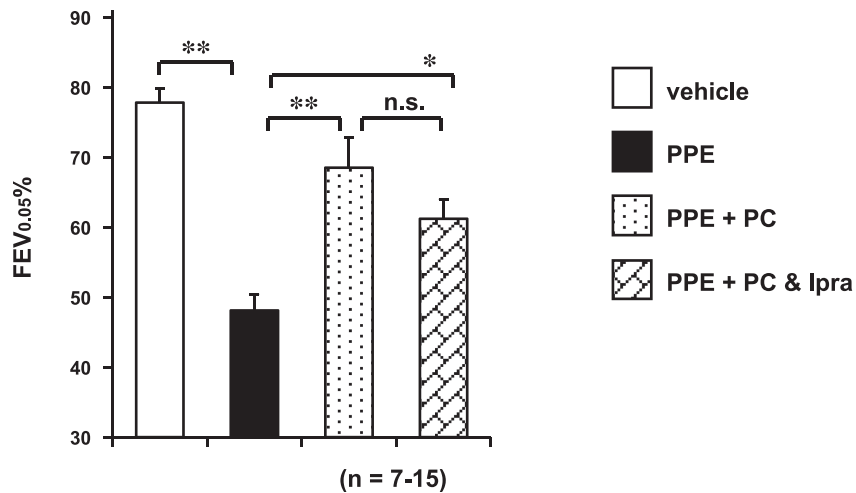 90
80
70
60
50
40
30
FEV0.05%
**
*
**
n.s.
(n = 7-15)
vehicle
PPE
PPE + PC
PPE + PC & Ipra